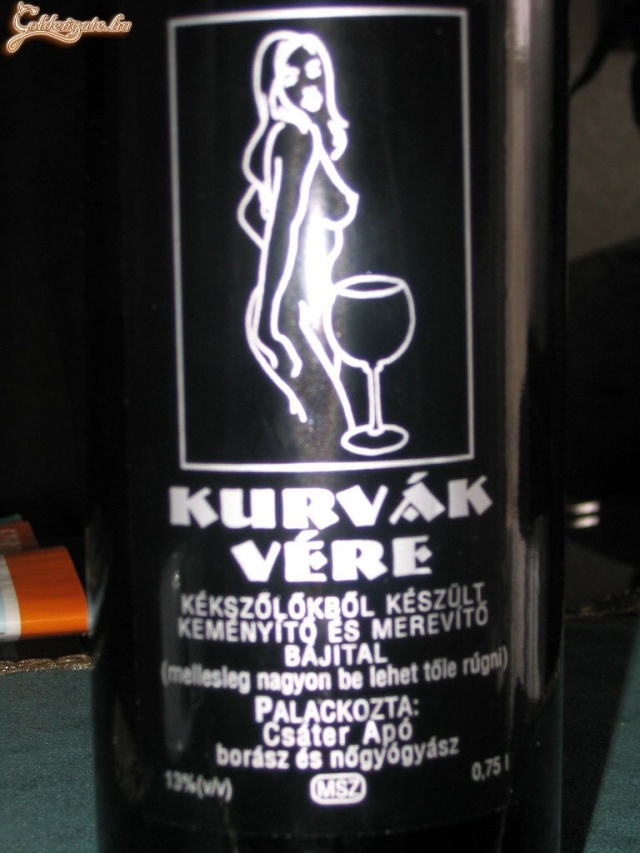 Goldengate.hu
KURVÁK
VÉRE
KÉKSZŐLŐKBŐL KÉSZÜLT
KEMÉNYÍTŐ ÉS MEREVÍTŐ
BÁJITAL
(mellesleg nagyon be lehet tőle rúgni)
PALACKOZTA:
Csáter Apó
borász és nőgyógyász
13%(v/v) MSZ 0,75 l